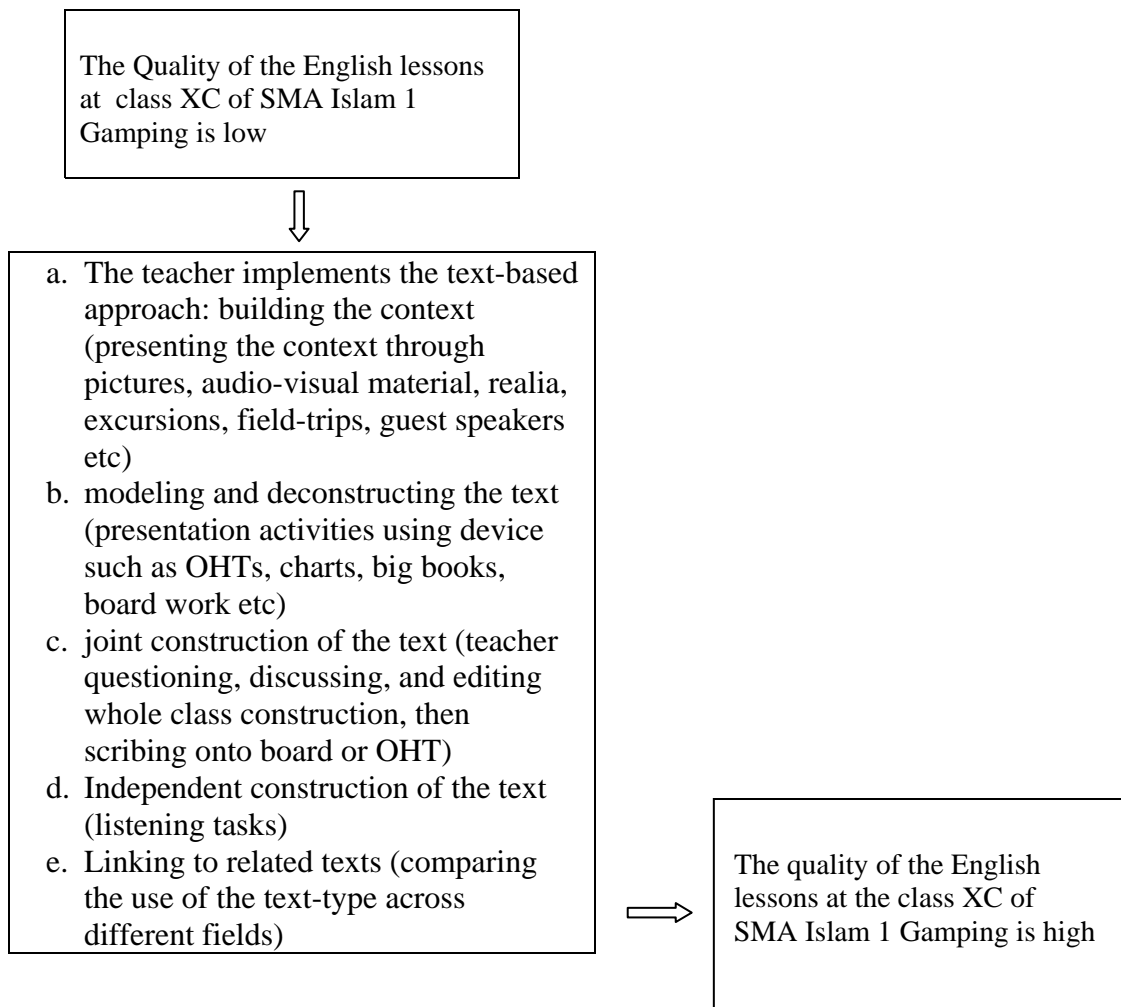 The Quality of the English lessons
at class XC of SMA Islam 1
Gamping is low
a. The teacher implements the text-based
approach: building the context
(presenting the context through
pictures, audio-visual material, realia,
excursions, field-trips, guest speakers
etc)
b. modeling and deconstructing the text
(presentation activities using device
such as OHTs, charts, big books,
board work etc)
c. joint construction of the text (teacher
questioning, discussing, and editing
whole class construction, then
scribing onto board or OHT)
d. Independent construction of the text
(listening tasks)
e. Linking to related texts (comparing
the use of the text-type across
different fields)
The quality of the English
lessons at the class XC of
SMA Islam 1 Gamping is high